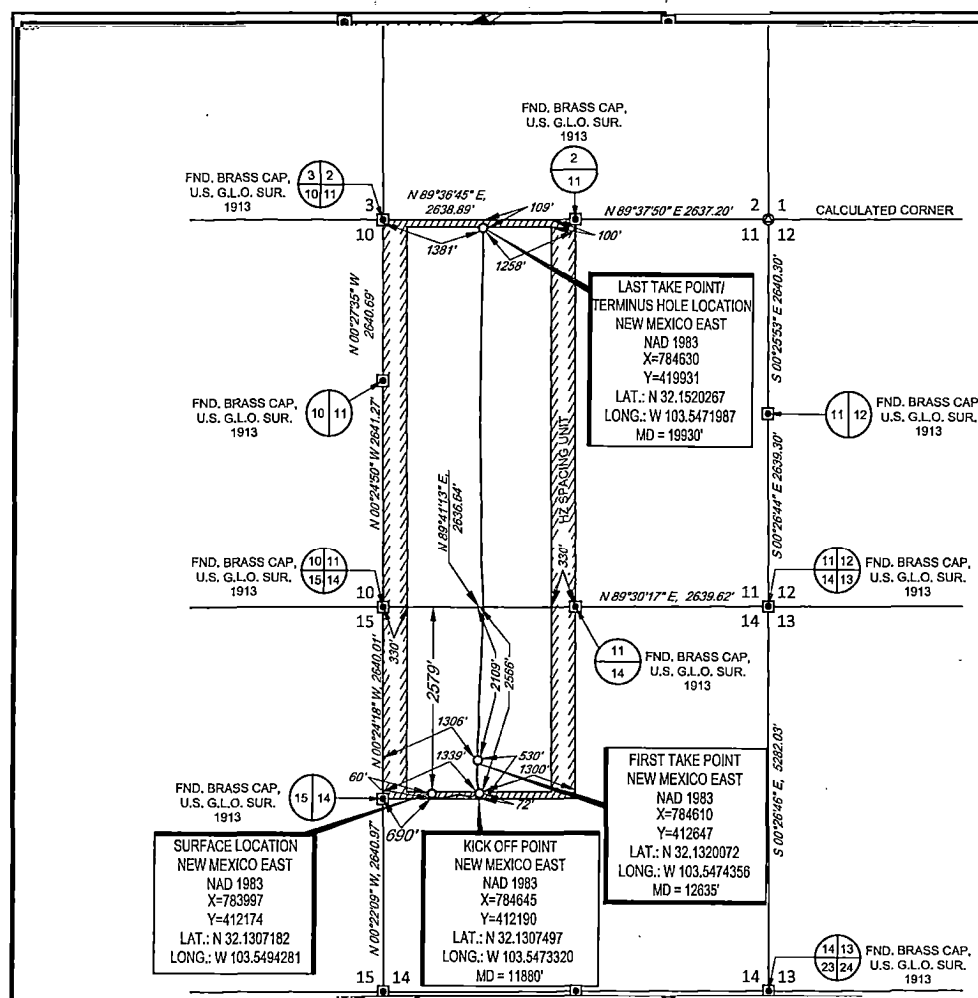 FND. BRASS CAP,
U.S. G.L.O. SUR.
1913
2
11
FND. BRASS CAP,
U.S. G.L.O. SUR.
1913
3 2
10 11
3
10
N 89°36'45" E,
2638.89'
109'
N 89°37'50" E 2637.20'
2 1
11 12
CALCULATED CORNER
1381'
1258'
100'
N 00°27'35" W
2640.69'
LAST TAKE POINT/
TERMINUS HOLE LOCATION
NEW MEXICO EAST
NAD 1983
X=784630
Y=419931
LAT.: N 32.1520267
LONG.: W 103.5471987
MD = 19930'
S 00°25'53" E 2640.30'
FND. BRASS CAP,
U.S. G.L.O. SUR.
1913
10 11
11 12
FND. BRASS CAP,
U.S. G.L.O. SUR.
1913
N 00°24'50" W 2641.27'
N 89°41'13" E,
2636.64'
HZ SPACING UNIT
S 00°26'44" E 2639.30'
FND. BRASS CAP,
U.S. G.L.O. SUR.
1913
10 11
15 14
10
15
330'
330'
N 89°30'17" E, 2639.62'
11 12
14 13
11 12
14 13
FND. BRASS CAP,
U.S. G.L.O. SUR.
1913
11
14
FND. BRASS CAP,
U.S. G.L.O. SUR.
1913
N 00°24'18" W, 2640.01'
2579'
2109'
2566'
1306'
1339'
530'
1300'
60'
72'
690'
FIRST TAKE POINT
NEW MEXICO EAST
NAD 1983
X=784610
Y=412647
LAT.: N 32.1320072
LONG.: W 103.5474356
MD = 12635'
S 00°26'46" E, 5282.03'
FND. BRASS CAP,
U.S. G.L.O. SUR.
1913
15 14
SURFACE LOCATION
NEW MEXICO EAST
NAD 1983
X=783997
Y=412174
LAT.: N 32.1307182
LONG.: W 103.5494281
N 00°22'09" W, 2640.97'
KICK OFF POINT
NEW MEXICO EAST
NAD 1983
X=784645
Y=412190
LAT.: N 32.1307497
LONG.: W 103.5473320
MD = 11880'
14 13
23 24
FND. BRASS CAP,
U.S. G.L.O. SUR.
1913
15 14
14 13